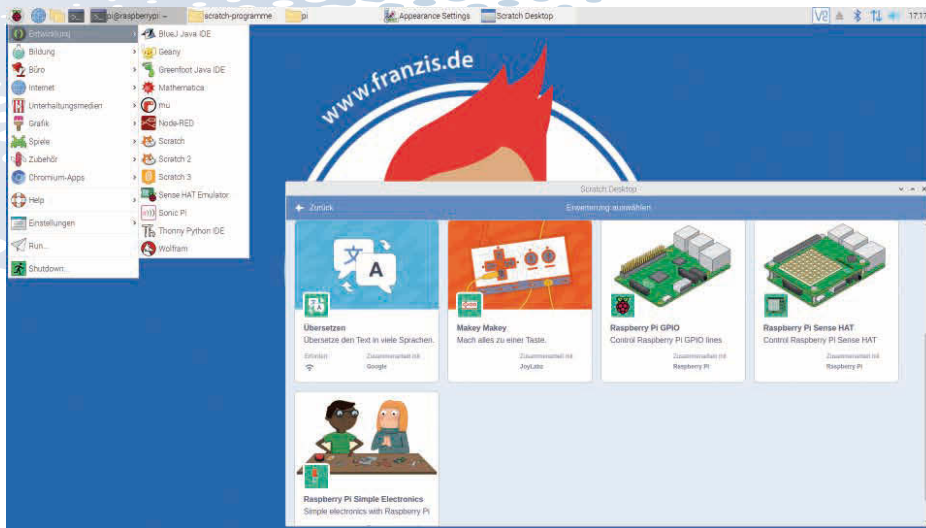 pi@raspberrypi ~
scratch-programme
pi
Appearance Settings
Scratch Desktop
17:17
Entwicklung
Bildung
Büro
Internet
Unterhaltungsmedien
Grafik
Spiele
Zubehör
Chromium-Apps
Help
Einstellungen
Run...
Shutdown...
BlueJ Java IDE
Geany
Greenfoot Java IDE
Mathematica
mu
Node-RED
Scratch
Scratch 2
Scratch 3
Sense HAT Emulator
Sonic Pi
Thonny Python IDE
Wolfram
www.franzis.de
Scratch Desktop
Zurück
Erweiterung auswählen
A
Übersetzen
Übersetze den Text in viele Sprachen.
Erfordert
Zusammenarbeit mit
Google
Makey Makey
Mach alles zu einer Taste.
Zusammenarbeit mit
JoyLabz
Raspberry Pi GPIO
Control Raspberry Pi GPIO lines
Zusammenarbeit mit
Raspberry Pi
Raspberry Pi Sense HAT
Control Raspberry Pi Sense HAT
Zusammenarbeit mit
Raspberry Pi
Raspberry Pi Simple Electronics
Simple electronics with Raspberry Pi